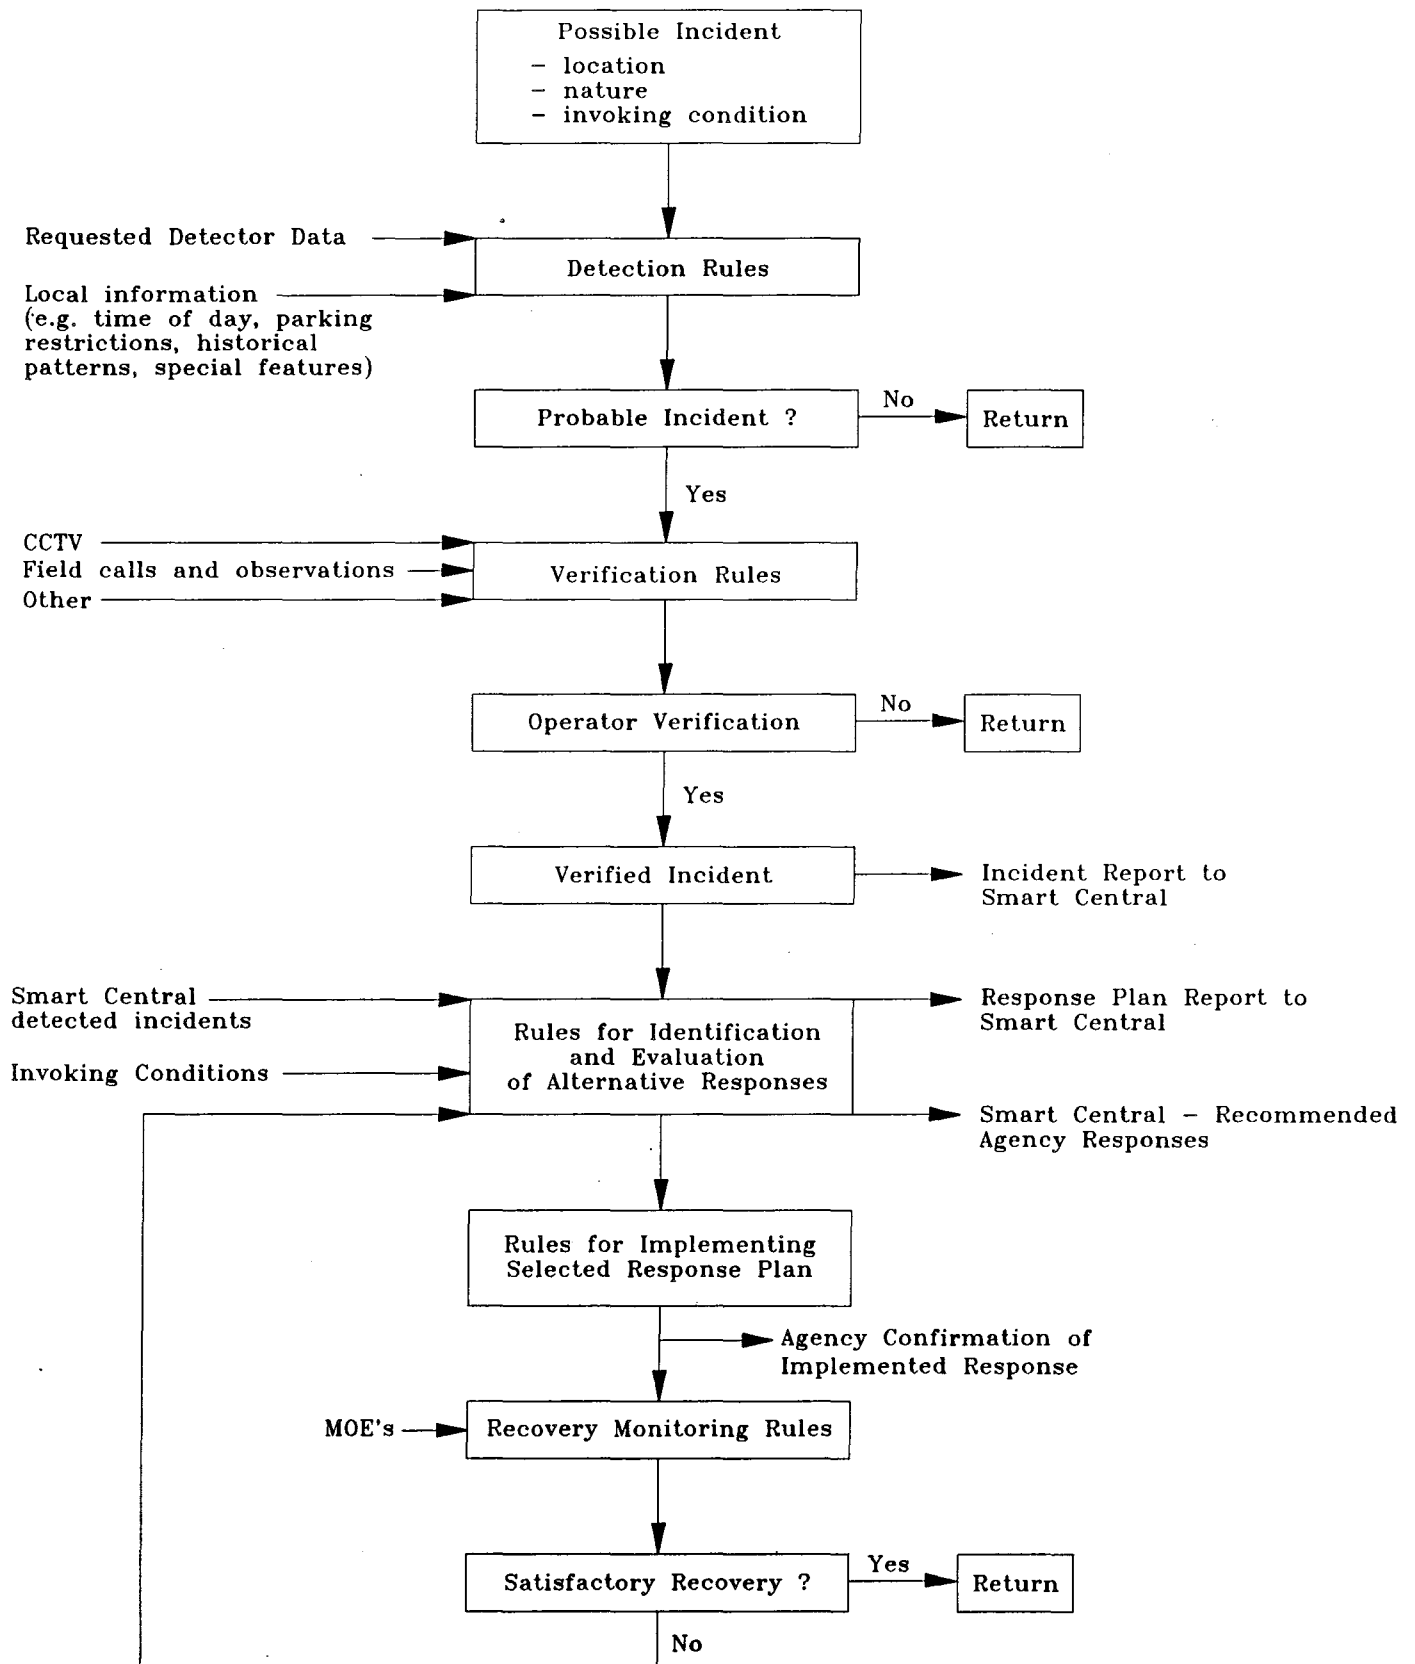 Possible Incident
– location
– nature
– invoking condition
Requested Detector Data
Detection Rules
Local information
(e.g. time of day, parking
restrictions, historical
patterns, special features)
Probable Incident ?
No
Return
Yes
CCTV
Field calls and observations
Other
Verification Rules
Operator Verification
No
Return
Yes
Verified Incident
Incident Report to
Smart Central
Smart Central
detected incidents
Invoking Conditions
Rules for Identification
and Evaluation
of Alternative Responses
Response Plan Report to
Smart Central
Smart Central – Recommended
Agency Responses
Rules for Implementing
Selected Response Plan
Agency Confirmation of
Implemented Response
MOE's
Recovery Monitoring Rules
Satisfactory Recovery ?
Yes
Return
No